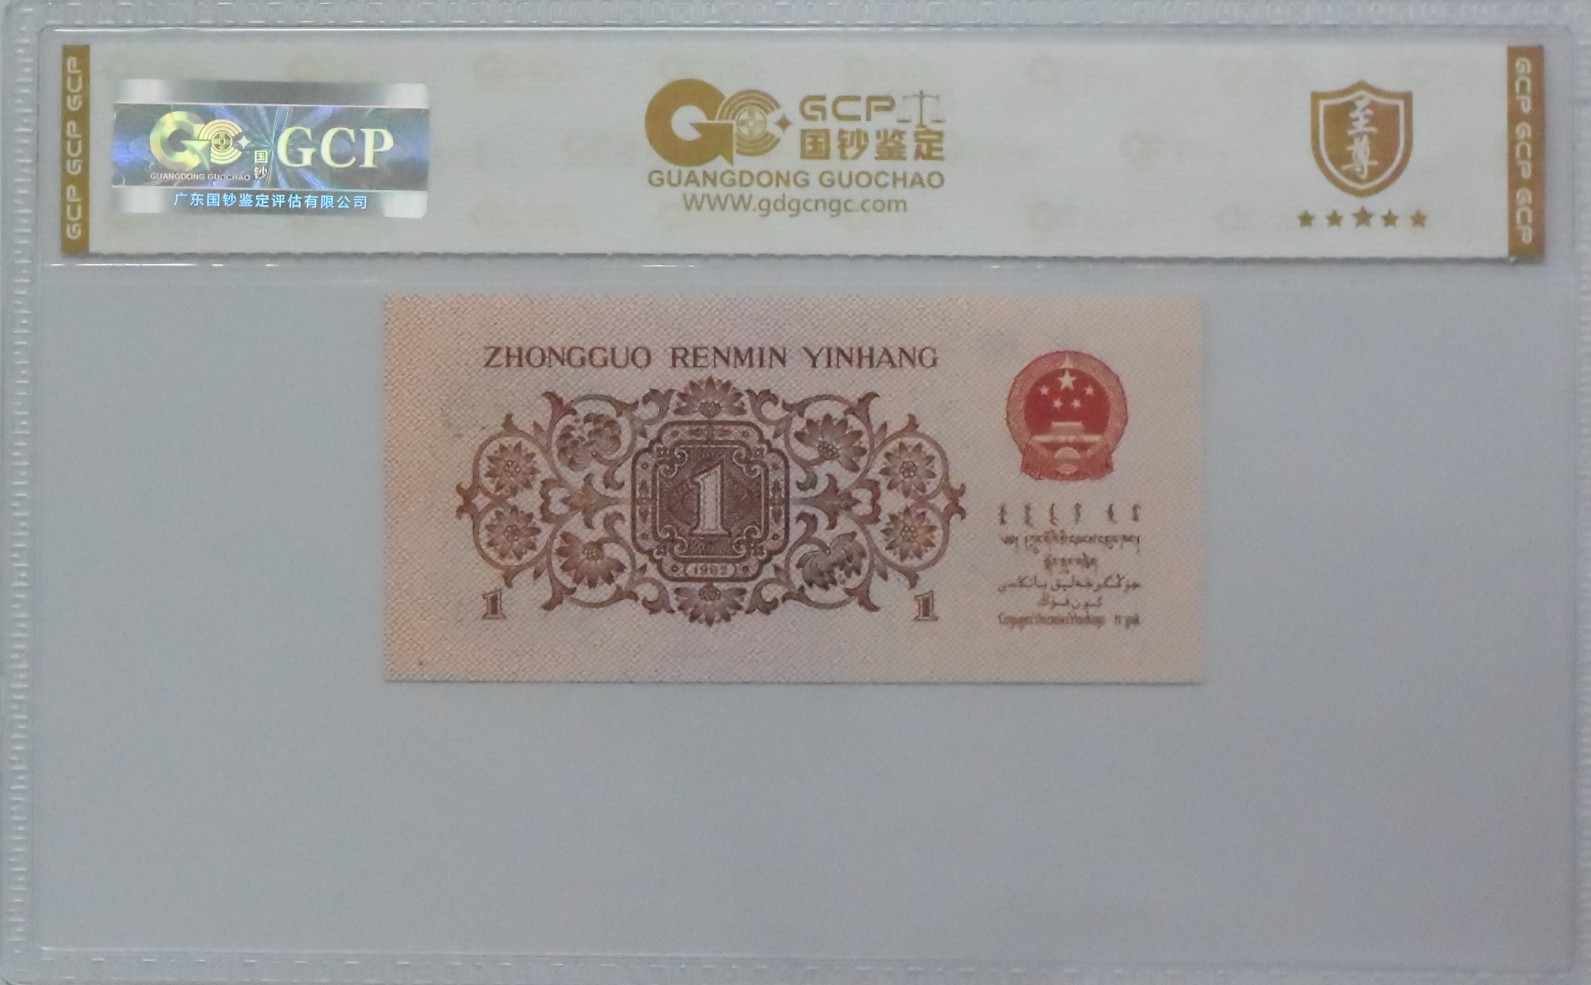 GCP GCP GCP
GUANGDONG GUOCHAO
国钞
GCP
广东国钞鉴定评估有限公司
GCP
国钞鉴定
GUANGDONG GUOCHAO
WWW.gdgcngc.com
至尊
GCP GCP GCP
ZHONGGUO RENMIN YINHANG
1
(1962)
1
1